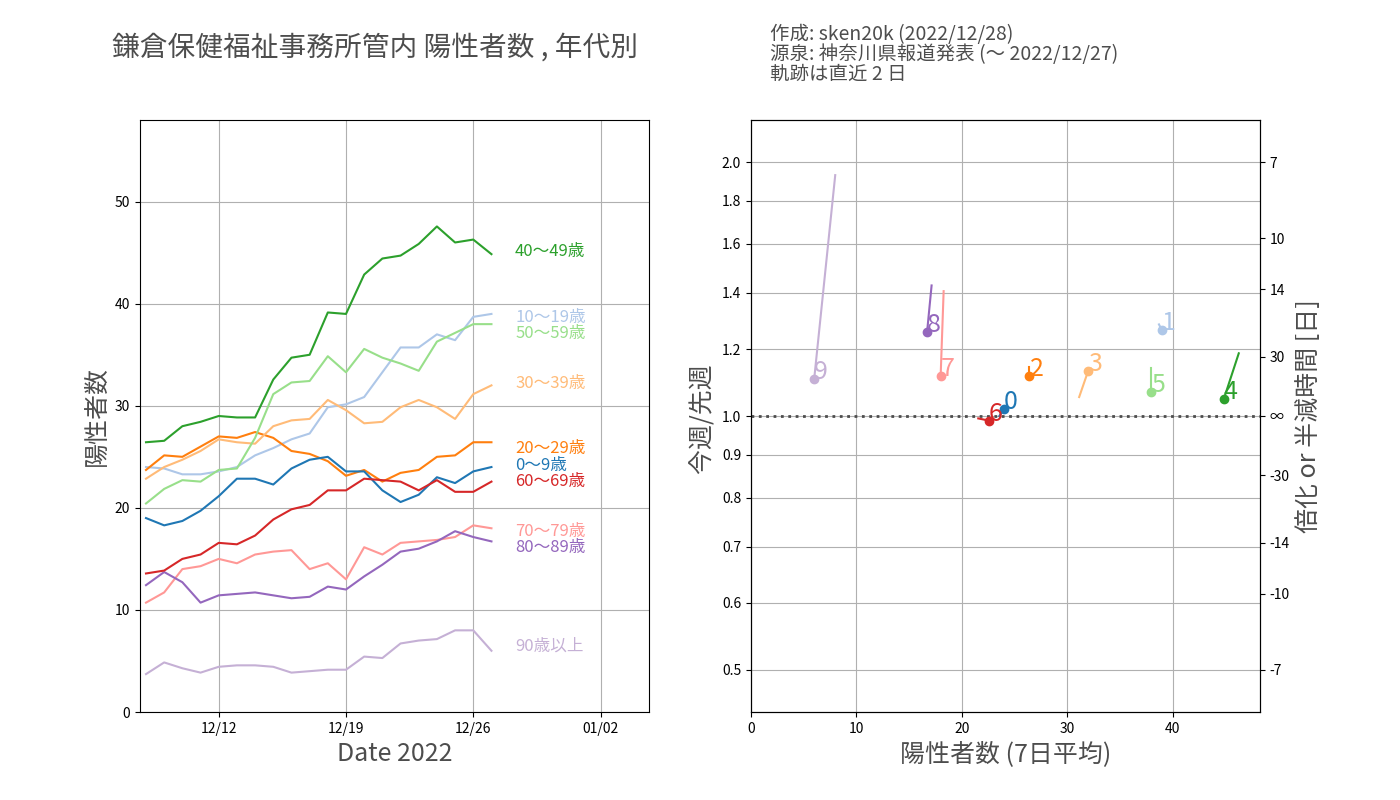 鎌倉保健福祉事務所管内 陽性者数 , 年代別
作成: sken20k (2022/12/28)
源泉: 神奈川県報道発表 (〜 2022/12/27)
軌跡は直近 2 日
陽性者数
50
40
30
20
10
0
12/12
12/19
12/26
01/02
Date 2022
40〜49歳
10〜19歳
50〜59歳
30〜39歳
20〜29歳
0〜9歳
60〜69歳
70〜79歳
80〜89歳
90歳以上
今週/先週
2.0
1.8
1.6
1.4
1.2
1.0
0.9
0.8
0.7
0.6
0.5
0
10
20
30
40
陽性者数 (7日平均)
9
8
7
6
0
2
3
1
5
4
7
10
14
30
∞
-30
-14
-10
-7
倍化 or 半減時間 [日]